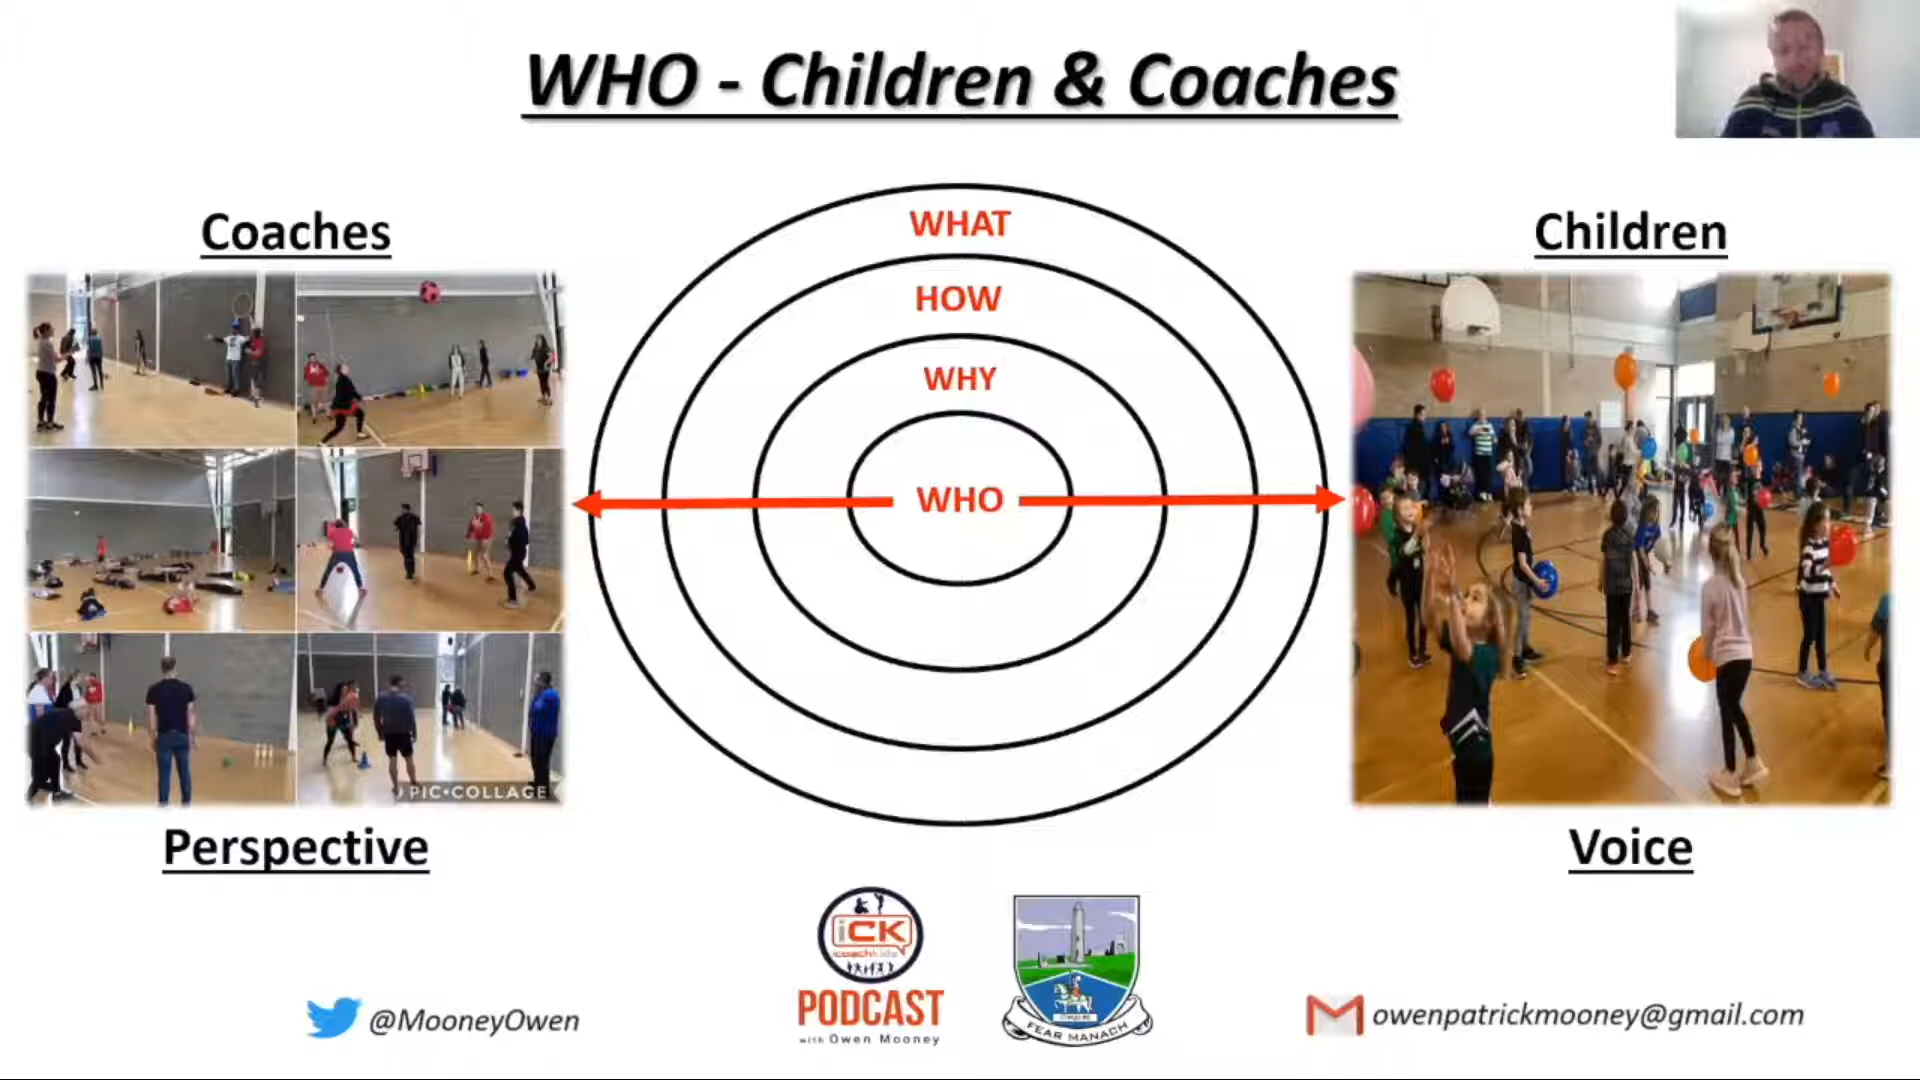 WHO - Children & Coaches
Coaches
Children
WHAT
HOW
WHY
WHO
PIC•COLLAGE
Perspective
Voice
iCK
coachkids
PODCAST
with Owen Mooney
FEAR MANACH
@MooneyOwen
owenpatrickmooney@gmail.com